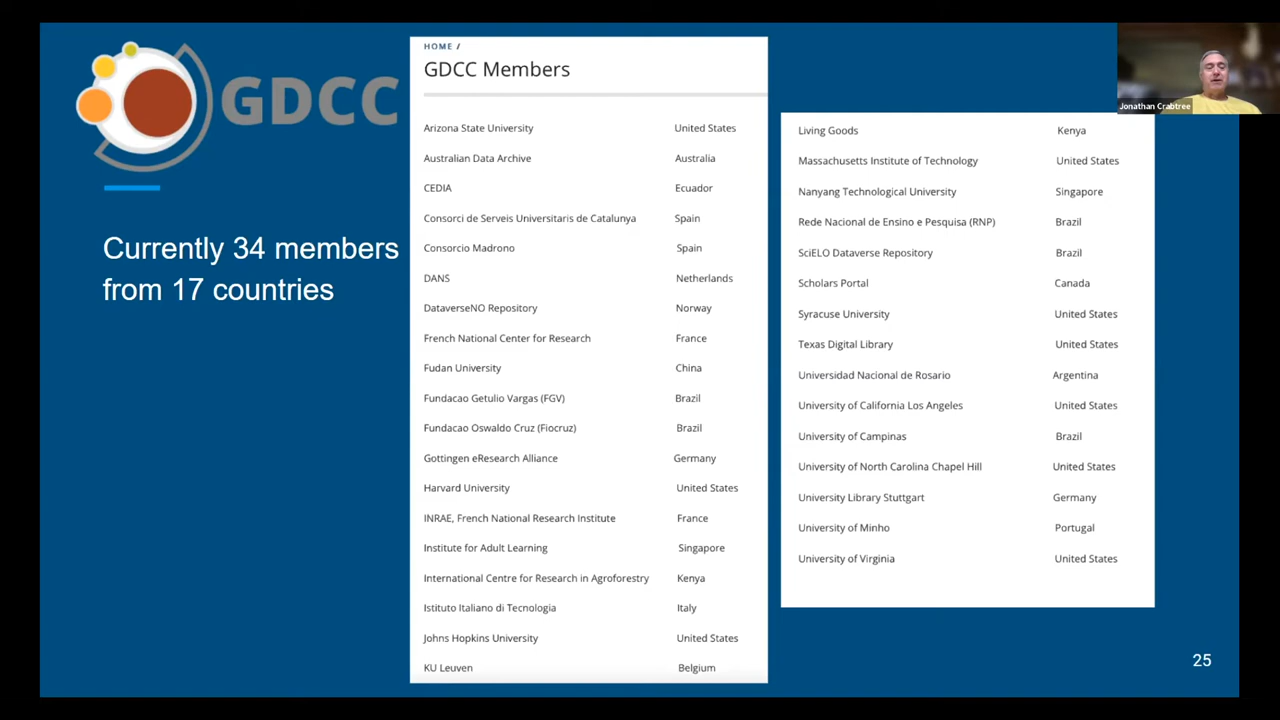 GDCC
Currently 34 members
from 17 countries
HOME /
GDCC Members
Arizona State University United States
Australian Data Archive Australia
CEDIA Ecuador
Consorci de Serveis Universitaris de Catalunya Spain
Consorcio Madrono Spain
DANS Netherlands
DataverseNO Repository Norway
French National Center for Research France
Fudan University China
Fundacao Getulio Vargas (FGV) Brazil
Fundacao Oswaldo Cruz (Fiocruz) Brazil
Gottingen eResearch Alliance Germany
Harvard University United States
INRAE, French National Research Institute France
Institute for Adult Learning Singapore
International Centre for Research in Agroforestry Kenya
Istituto Italiano di Tecnologia Italy
Johns Hopkins University United States
KU Leuven Belgium
Living Goods Kenya
Massachusetts Institute of Technology United States
Nanyang Technological University Singapore
Rede Nacional de Ensino e Pesquisa (RNP) Brazil
SciELO Dataverse Repository Brazil
Scholars Portal Canada
Syracuse University United States
Texas Digital Library United States
Universidad Nacional de Rosario Argentina
University of California Los Angeles United States
University of Campinas Brazil
University of North Carolina Chapel Hill United States
University Library Stuttgart Germany
University of Minho Portugal
University of Virginia United States
Jonathan Crabtree
25